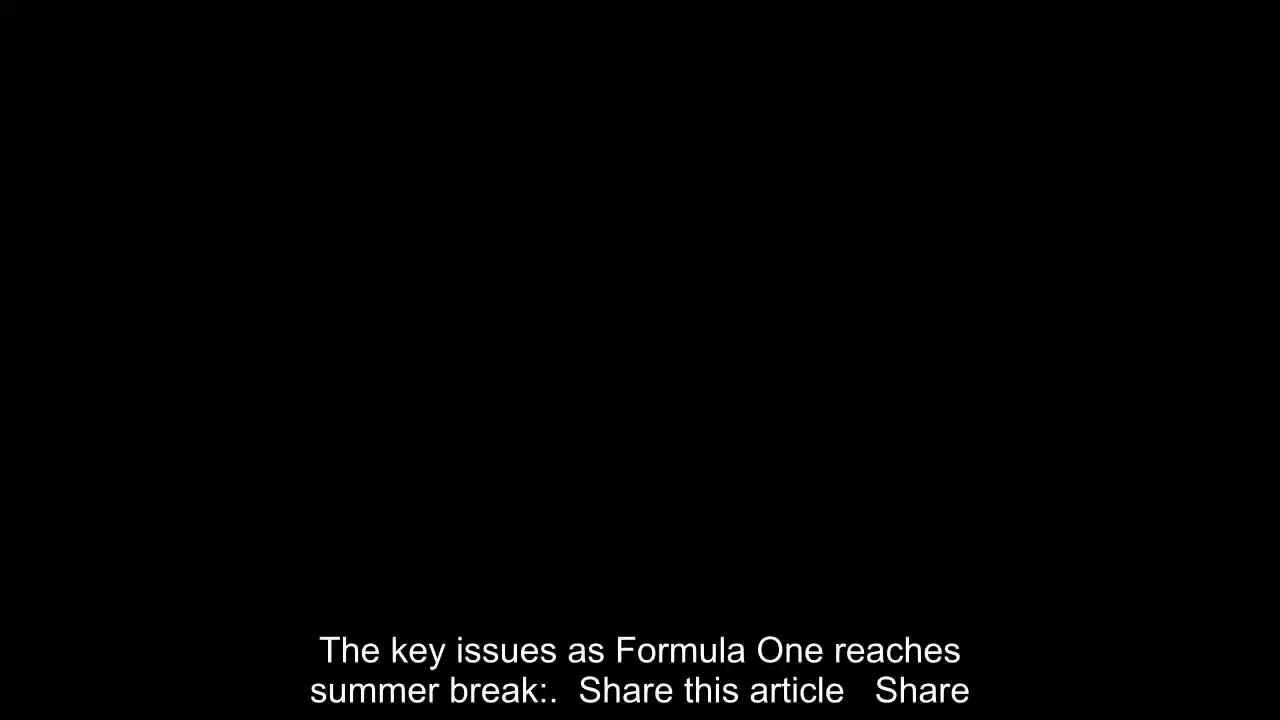 The key issues as Formula One reaches
summer break:.  Share this article   Share